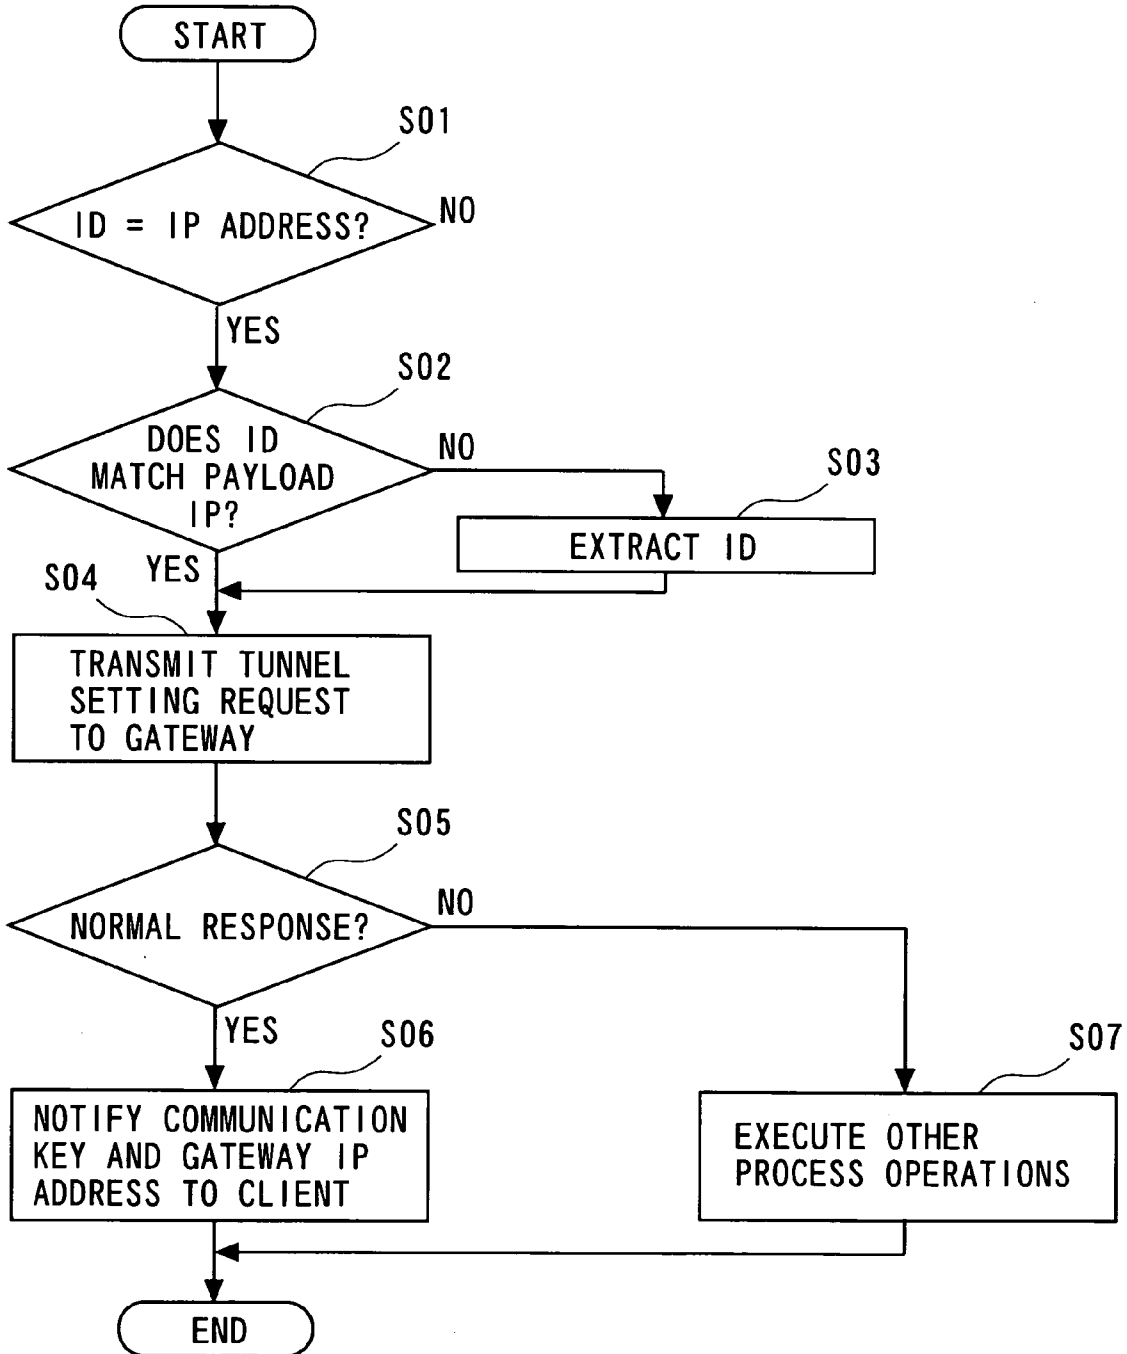 START
S01
ID = IP ADDRESS?
NO
YES
S02
DOES ID
MATCH PAYLOAD
IP?
NO
S03
EXTRACT ID
YES
S04
TRANSMIT TUNNEL
SETTING REQUEST
TO GATEWAY
S05
NORMAL RESPONSE?
NO
YES
S06
NOTIFY COMMUNICATION
KEY AND GATEWAY IP
ADDRESS TO CLIENT
S07
EXECUTE OTHER
PROCESS OPERATIONS
END